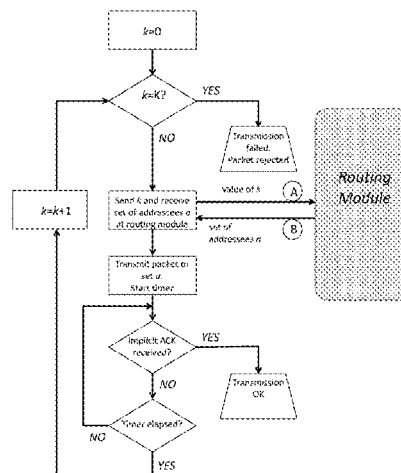 k=0
k=K?
YES
NO
Transmission
failed.
Packet rejected
k=k+1
Send k and receive
set of addressees a
at routing module
value of k
A
set of
addressees a
B
Routing
Module
Transmit packet to
set a.
Start timer
Implicit ACK
received?
YES
NO
Transmission
OK
Timer elapsed?
NO
YES